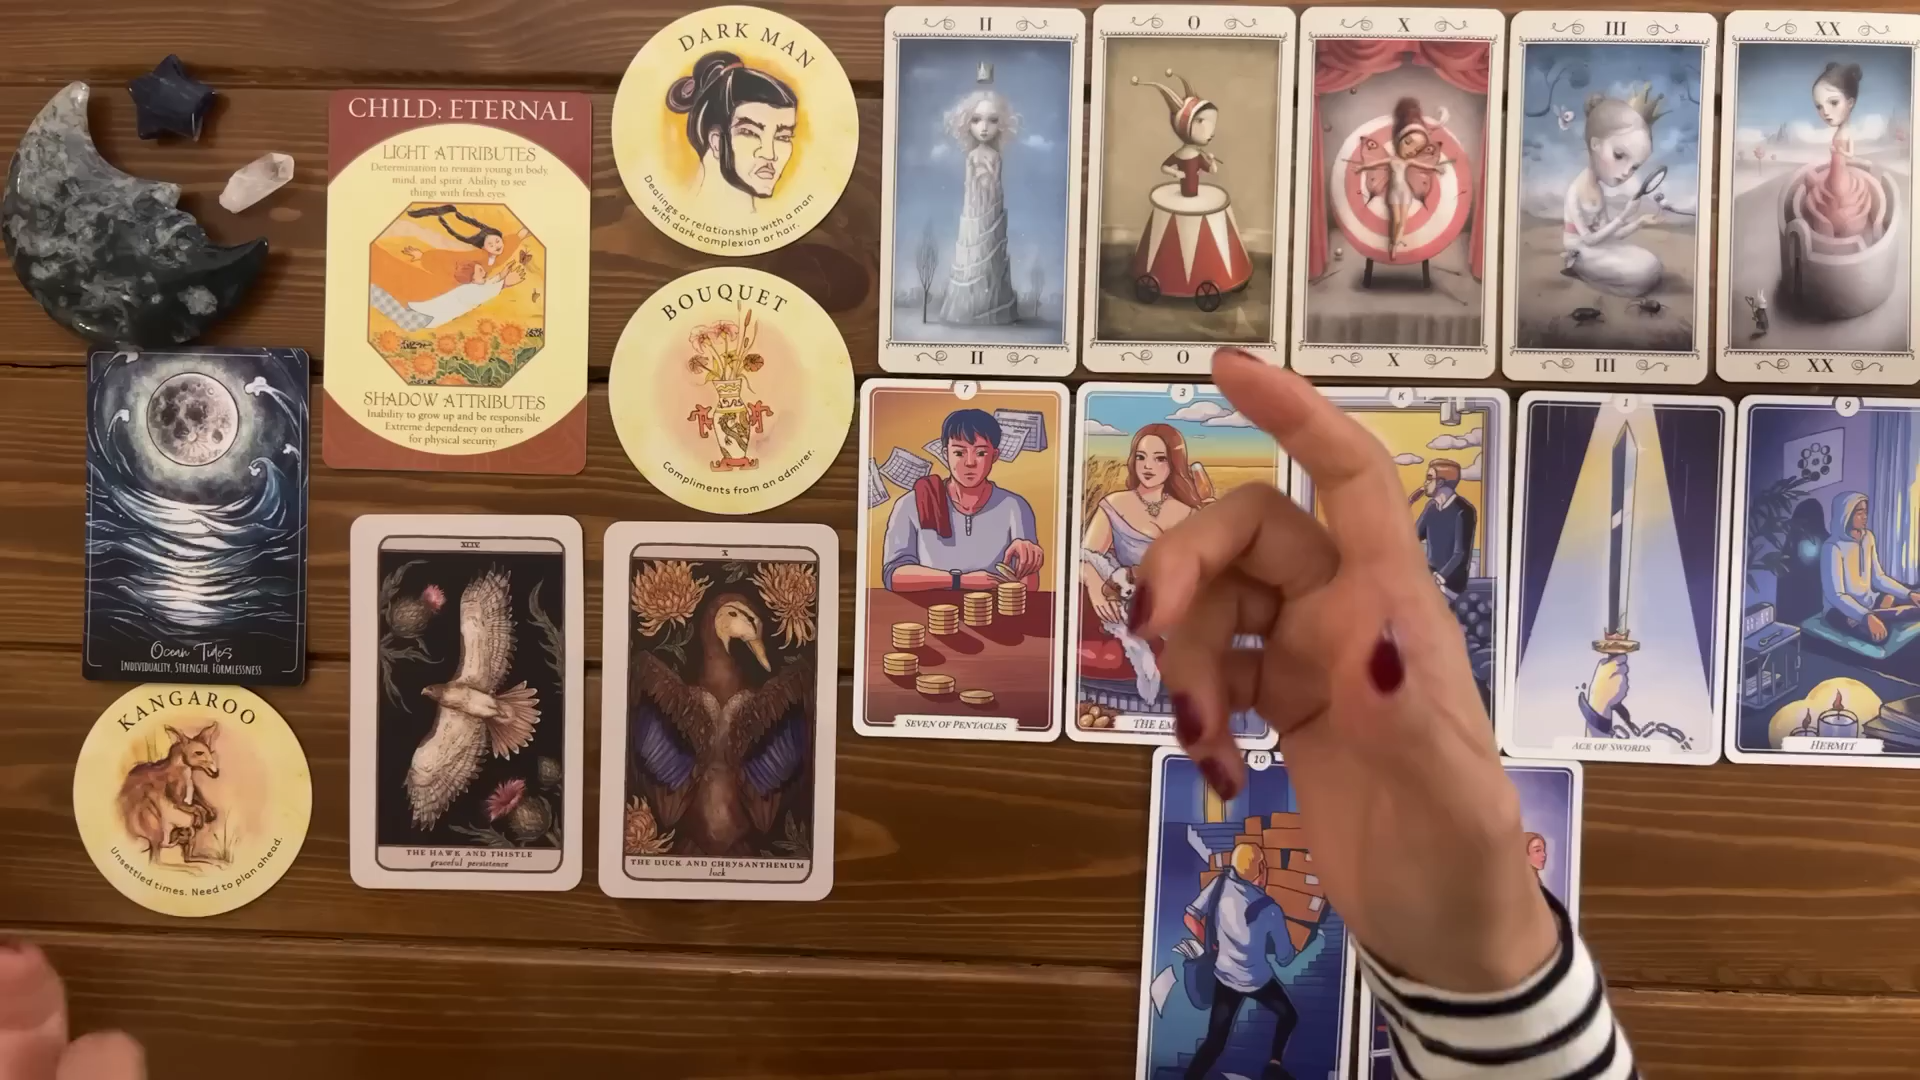 CHILD: ETERNAL
LIGHT ATTRIBUTES
Determination to remain young in body,
mind, and spirit. Ability to see
things with fresh eyes
SHADOW ATTRIBUTES
Inability to grow up and be responsible.
Extreme dependency on others
for physical security
DARK MAN
Dealings or relationship with a man
with dark complexion or hair.
BOUQUET
Compliments from an admirer.
II
II
O
O
X
X
III
III
XX
XX
Ocean Tides
INDIVIDUALITY, STRENGTH, FORMLESSNESS
KANGAROO
Unsettled times. Need to plan ahead.
XLIV
THE HAWK AND THISTLE
graceful persistence
X
THE DUCK AND CHRYSANTHEMUM
luck
7
SEVEN OF PENTACLES
3
THE EM
K
1
ACE OF SWORDS
9
HERMIT
10